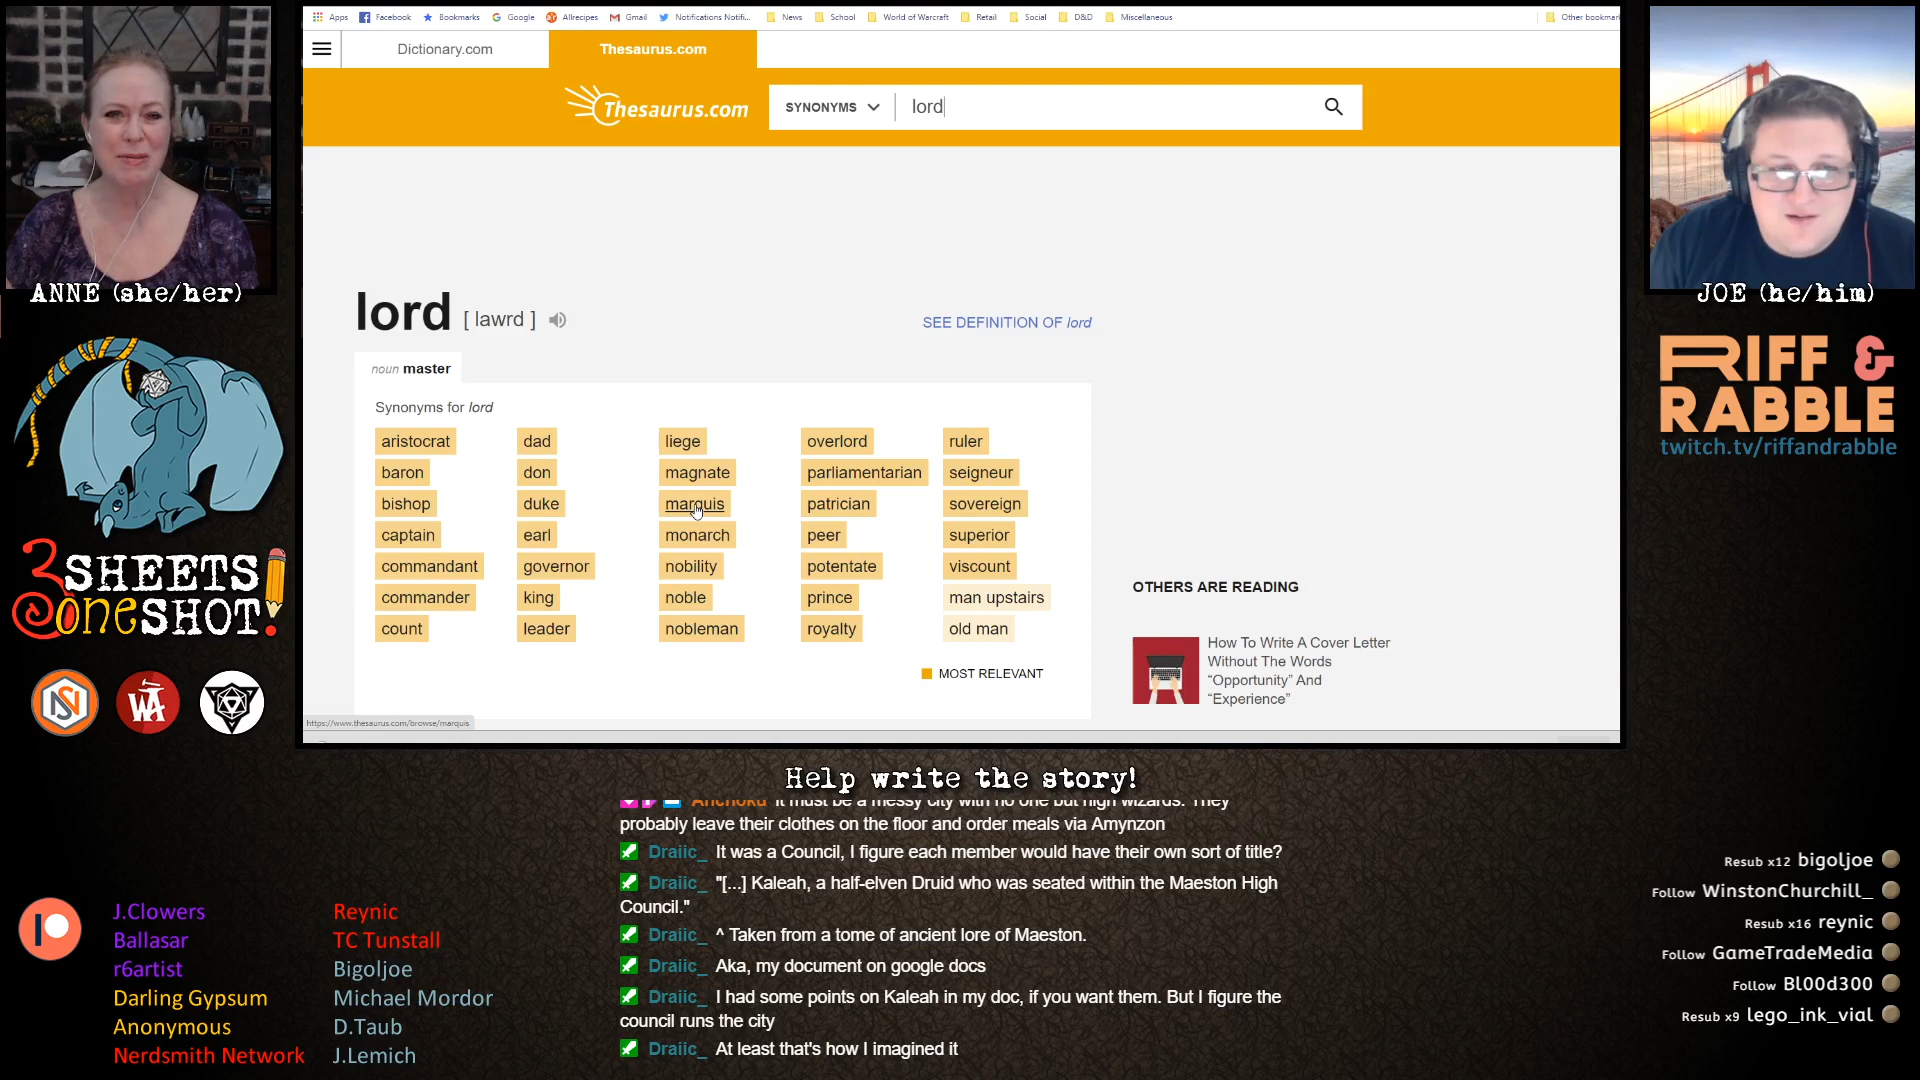 Apps
Facebook
Bookmarks
Google
Allrecipes
Gmail
Notifications Notifi...
News
School
World of Warcraft
Retail
Social
D&D
Miscellaneous
Other bookmar
Dictionary.com
Thesaurus.com
Thesaurus.com
SYNONYMS
lord
lord [ lawrd ]
SEE DEFINITION OF lord
noun master
Synonyms for lord
aristocrat dad liege overlord ruler
baron don magnate parliamentarian seigneur
bishop duke marquis patrician sovereign
captain earl monarch peer superior
commandant governor nobility potentate viscount
commander king noble prince man upstairs
count leader nobleman royalty old man
MOST RELEVANT
OTHERS ARE READING
How To Write A Cover Letter
Without The Words
“Opportunity” And
“Experience”
https://www.thesaurus.com/browse/marquis
ANNE (she/her)
3 SHEETS
@oneSHOT!
NS
WA
JOE (he/him)
RIFF &
RABBLE
twitch.tv/riffandrabble
Help write the story!
Anchoku it must be a messy city with no one but high wizards. They
probably leave their clothes on the floor and order meals via Amynzon
Draiic_ It was a Council, I figure each member would have their own sort of title?
Draiic_ "[...] Kaleah, a half-elven Druid who was seated within the Maeston High
Council."
Draiic_ ^ Taken from a tome of ancient lore of Maeston.
Draiic_ Aka, my document on google docs
Draiic_ I had some points on Kaleah in my doc, if you want them. But I figure the
council runs the city
Draiic_ At least that's how I imagined it
J.Clowers
Ballasar
r6artist
Darling Gypsum
Anonymous
Nerdsmith Network
Reynic
TC Tunstall
Bigoljoe
Michael Mordor
D.Taub
J.Lemich
Resub x12 bigoljoe
Follow WinstonChurchill_
Resub x16 reynic
Follow GameTradeMedia
Follow Bl00d300
Resub x9 lego_ink_vial